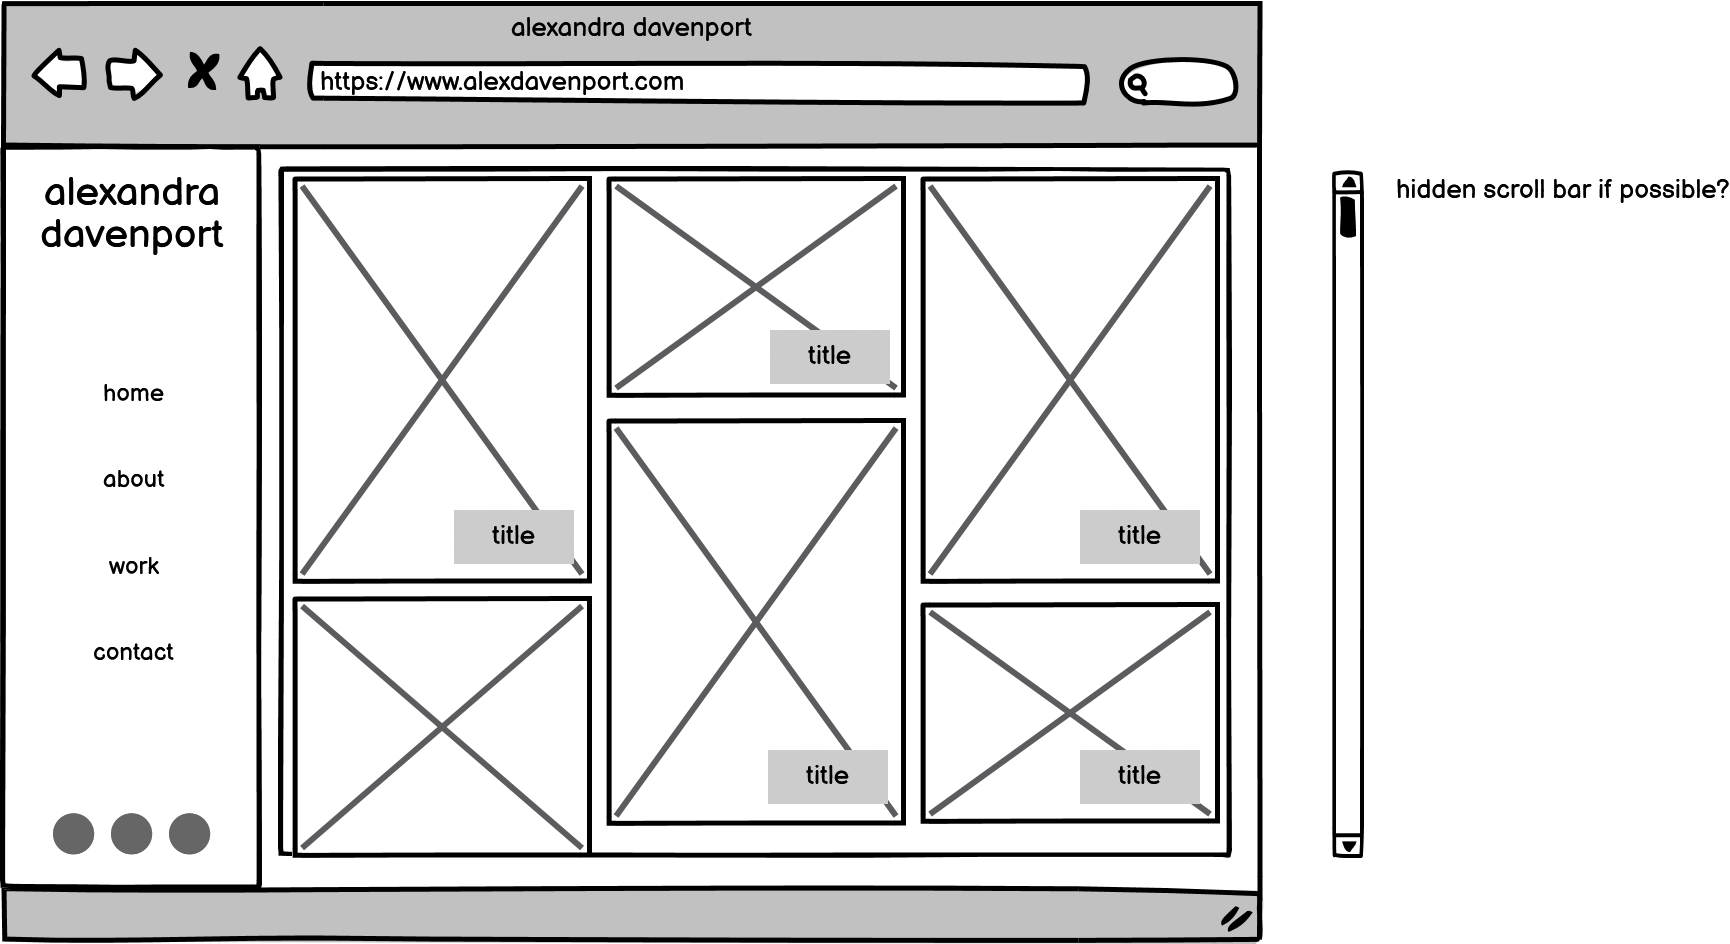 alexandra davenport
https://www.alexdavenport.com
alexandra
davenport
hidden scroll bar if possible?
title
home
about
title
title
work
contact
title
title